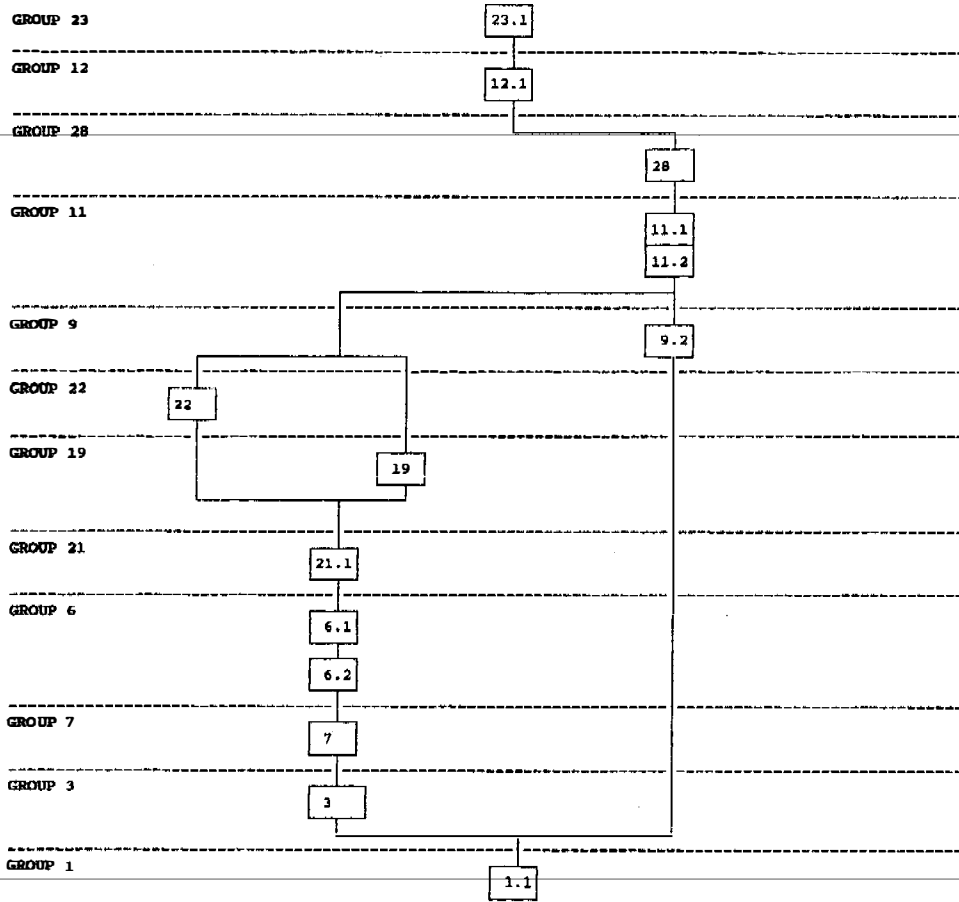 GROUP 23
23.1
GROUP 12
12.1
GROUP 28
28
GROUP 11
11.1
11.2
GROUP 9
9.2
GROUP 22
22
GROUP 19
19
GROUP 21
21.1
GROUP 6
6.1
6.2
GROUP 7
7
GROUP 3
3
GROUP 1
1.1